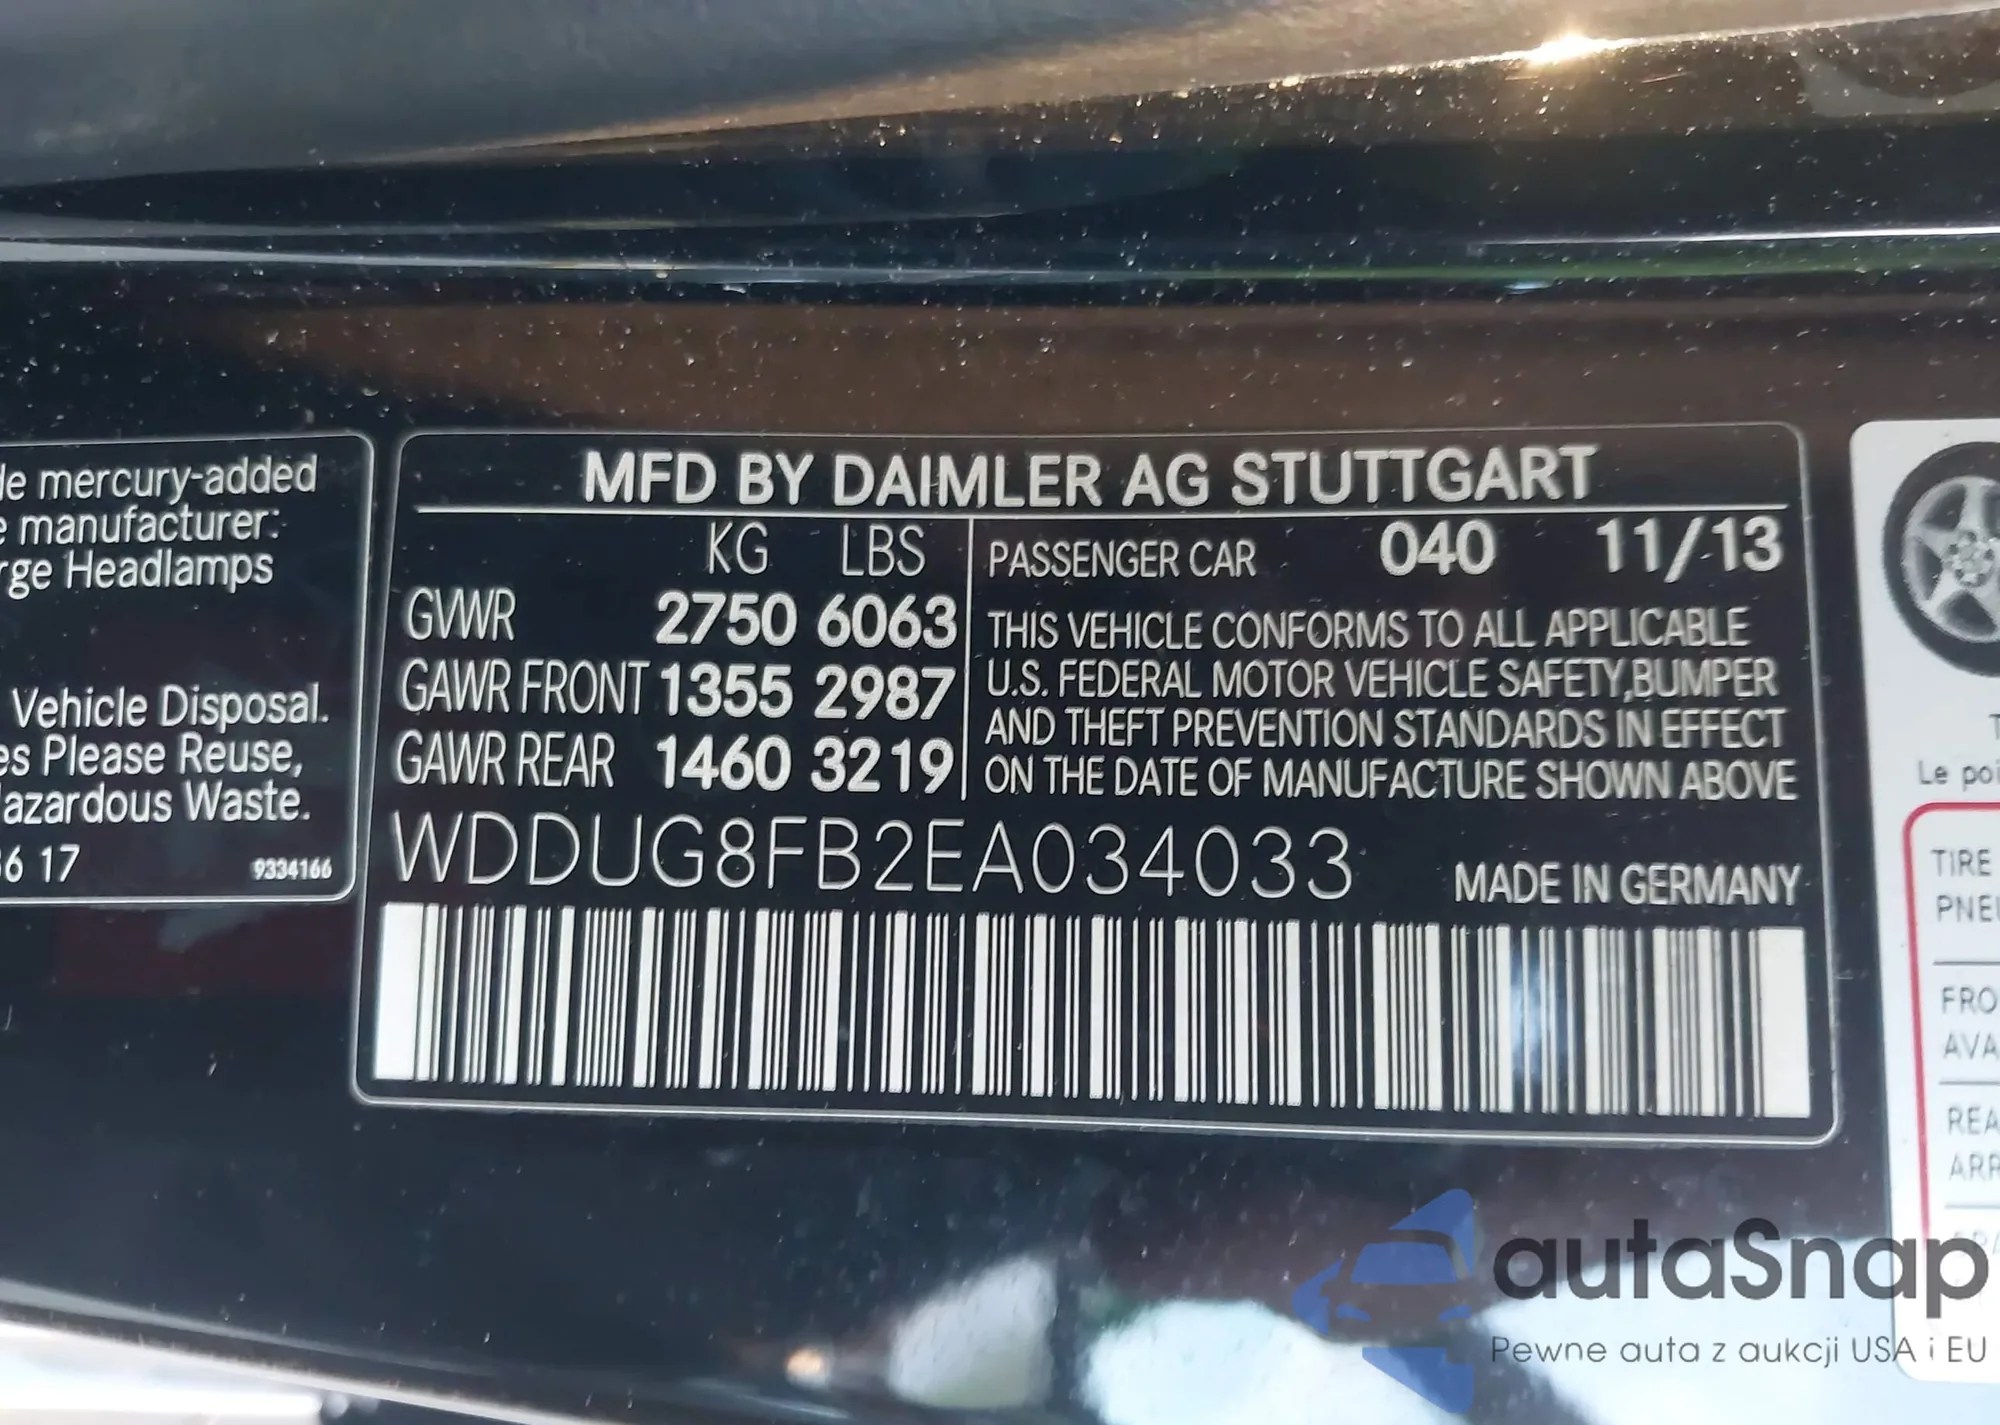 de mercury-added
manufacturer:
rge Headlamps
Vehicle Disposal.
es Please Reuse,
azardous Waste.
6 17 9334166
MFD BY DAIMLER AG STUTTGART
KG LBS
GVWR 2750 6063
GAWR FRONT 1355 2987
GAWR REAR 1460 3219
PASSENGER CAR 040 11/13
THIS VEHICLE CONFORMS TO ALL APPLICABLE
U.S. FEDERAL MOTOR VEHICLE SAFETY,BUMPER
AND THEFT PREVENTION STANDARDS IN EFFECT
ON THE DATE OF MANUFACTURE SHOWN ABOVE
WDDUG8FB2EA034033
MADE IN GERMANY
T
Le poi
TIRE
PNEU
FRO
AVA
REA
ARR
autaSnap
Pewne auta z aukcji USA i EU